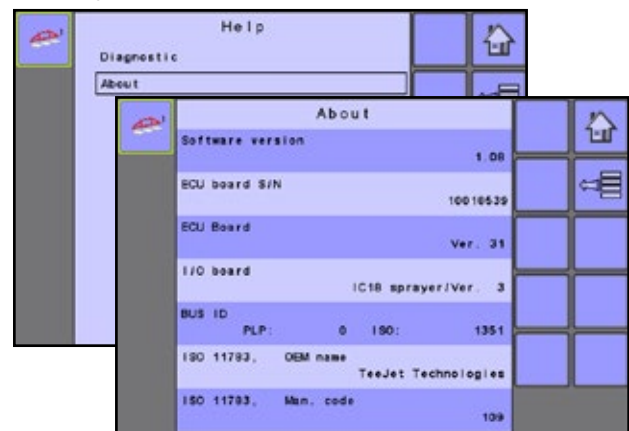 Help
Diagnostic
About
About
Software version
1.08
ECU board S/N
10016539
ECU Board
Ver. 31
I/O board
IC18 sprayer/Ver. 3
BUS ID
PLP: 0 ISO: 1351
ISO 11783, OEM name
TeeJet Technologies
ISO 11783, Man. code
109